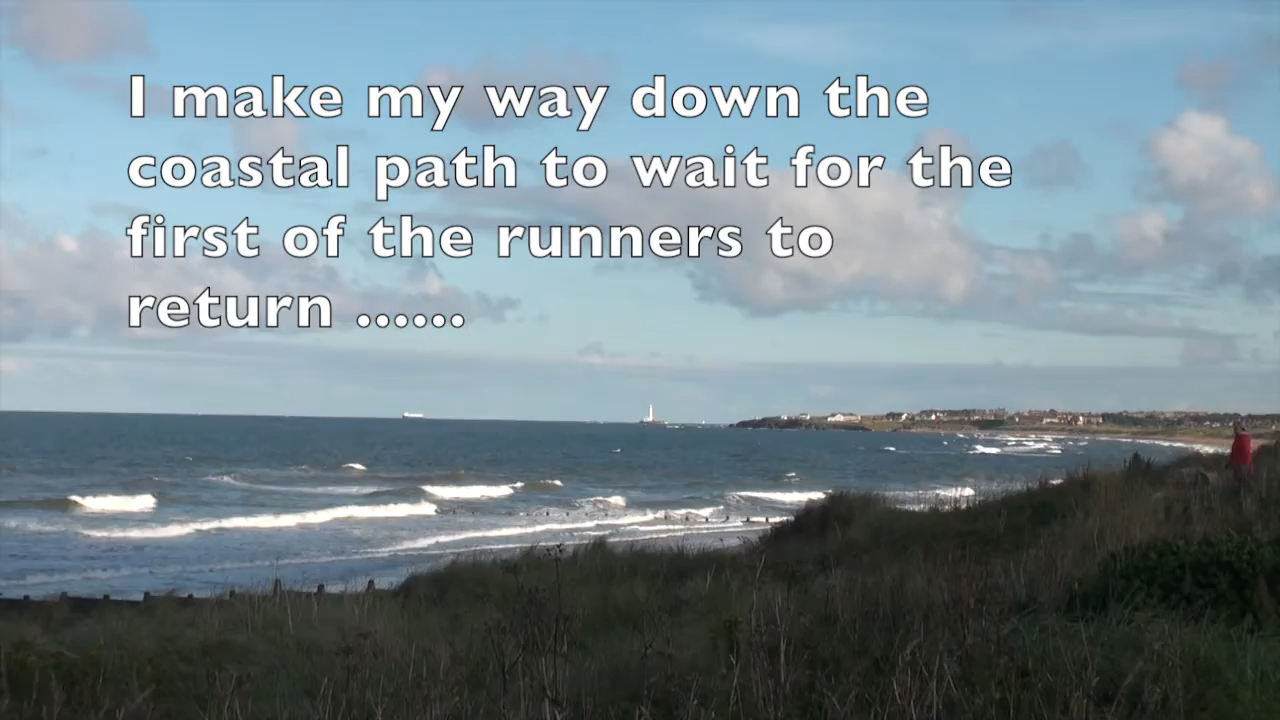 I make my way down the
coastal path to wait for the
first of the runners to
return ......